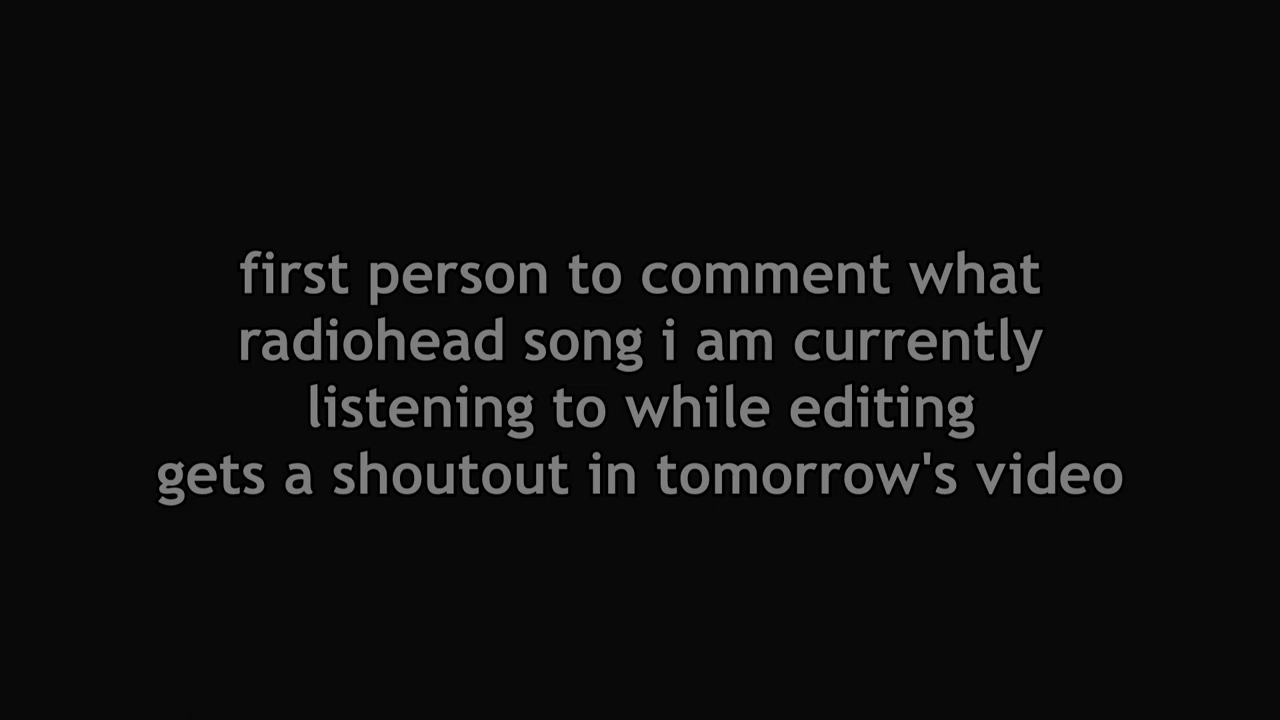 first person to comment what
radiohead song i am currently
listening to while editing
gets a shoutout in tomorrow's video